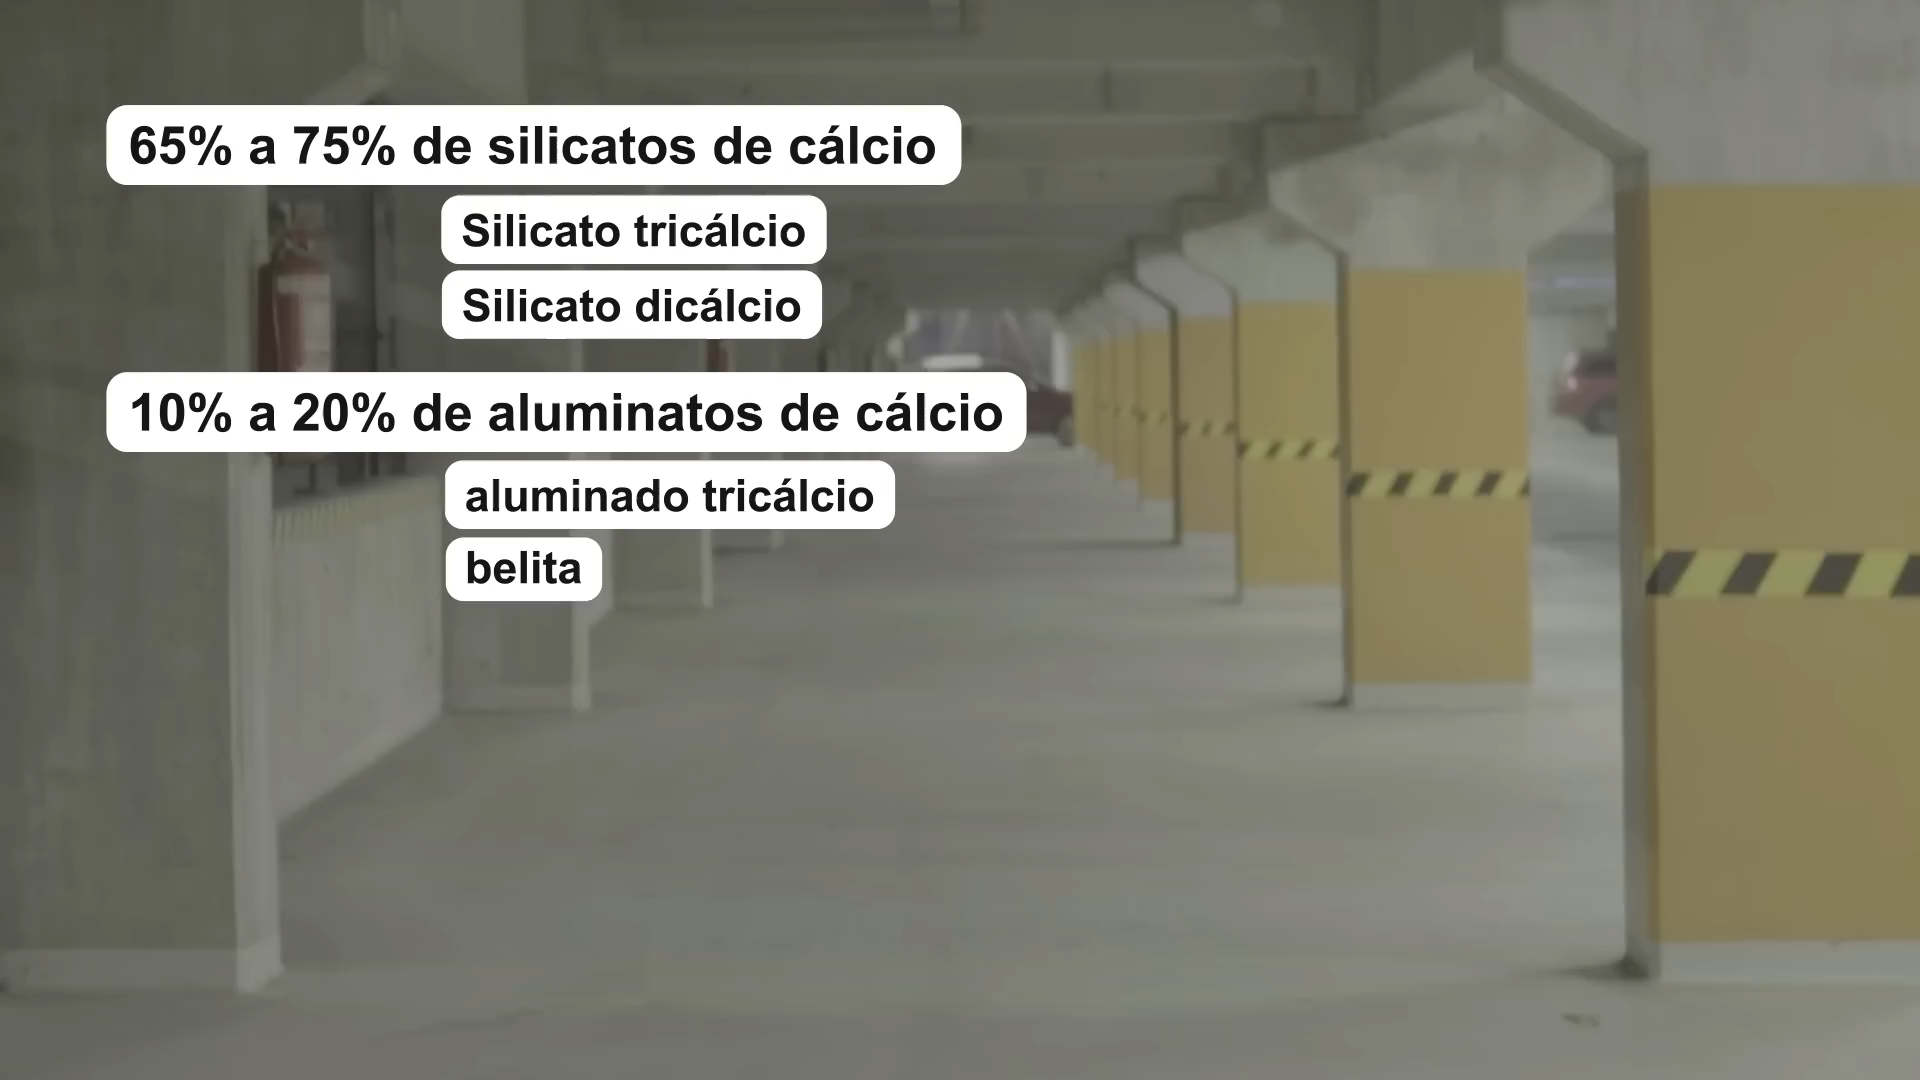 65% a 75% de silicatos de cálcio
Silicato tricálcio
Silicato dicálcio
10% a 20% de aluminatos de cálcio
aluminado tricálcio
belita